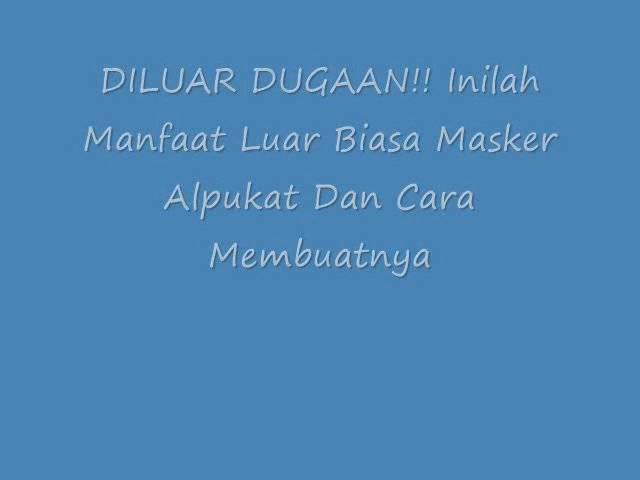 DILUAR DUGAAN!! Inilah
Manfaat Luar Biasa Masker
Alpukat Dan Cara
Membuatnya